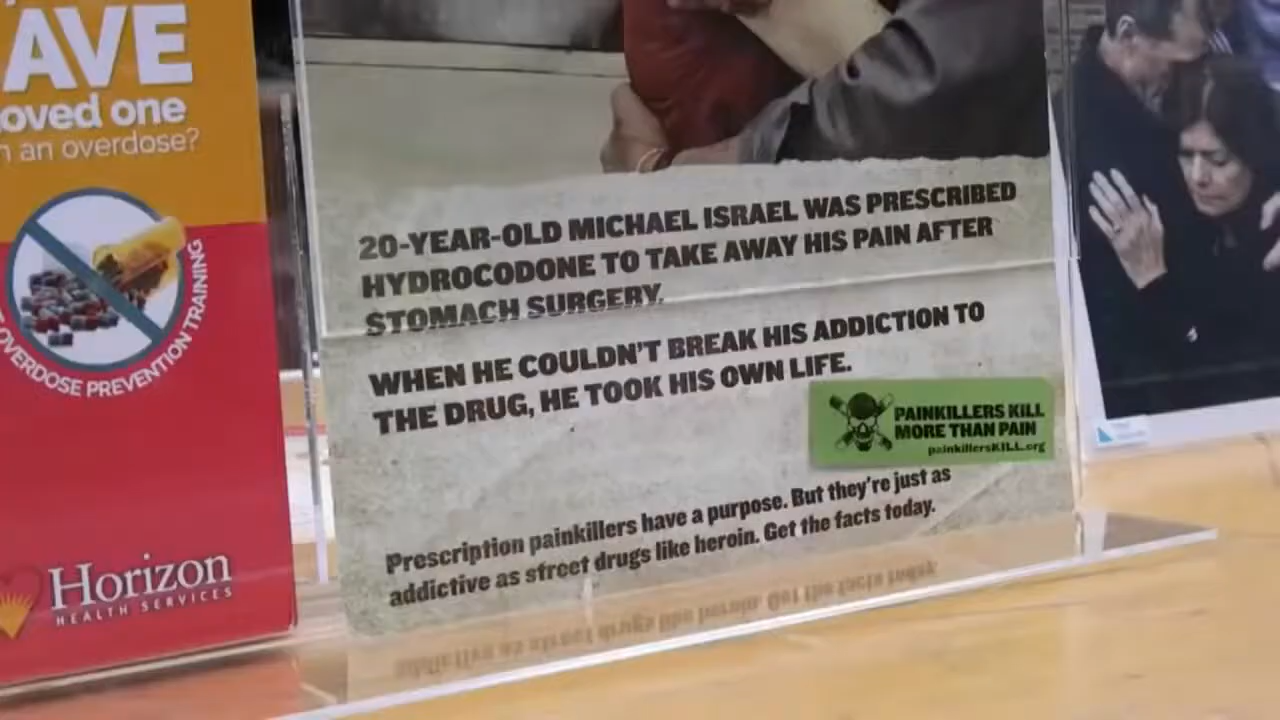 AVE
oved one
an overdose?
OVERDOSE PREVENTION TRAINING
Horizon
HEALTH SERVICES
20-YEAR-OLD MICHAEL ISRAEL WAS PRESCRIBED
HYDROCODONE TO TAKE AWAY HIS PAIN AFTER
STOMACH SURGERY.
WHEN HE COULDN'T BREAK HIS ADDICTION TO
THE DRUG, HE TOOK HIS OWN LIFE.
PAINKILLERS KILL
MORE THAN PAIN
painkillersKILL.org
Prescription painkillers have a purpose. But they're just as
addictive as street drugs like heroin. Get the facts today.